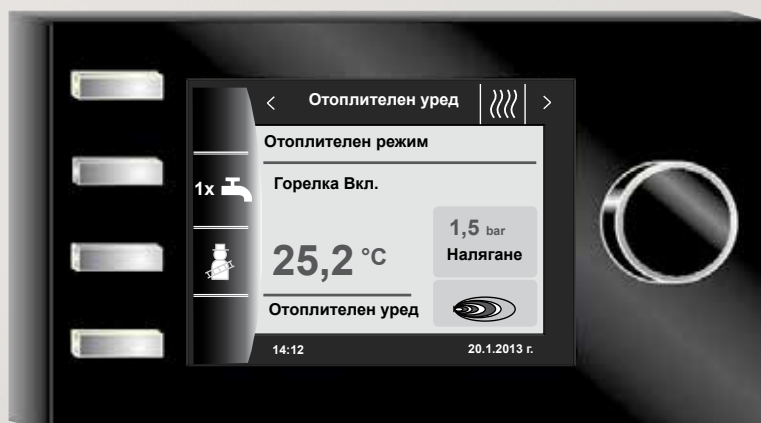 Отоплителен уред
Отоплителен режим
1x
Горелка Вкл.
1,5 bar
Налягане
25,2 °C
Отоплителен уред
14:12
20.1.2013 г.